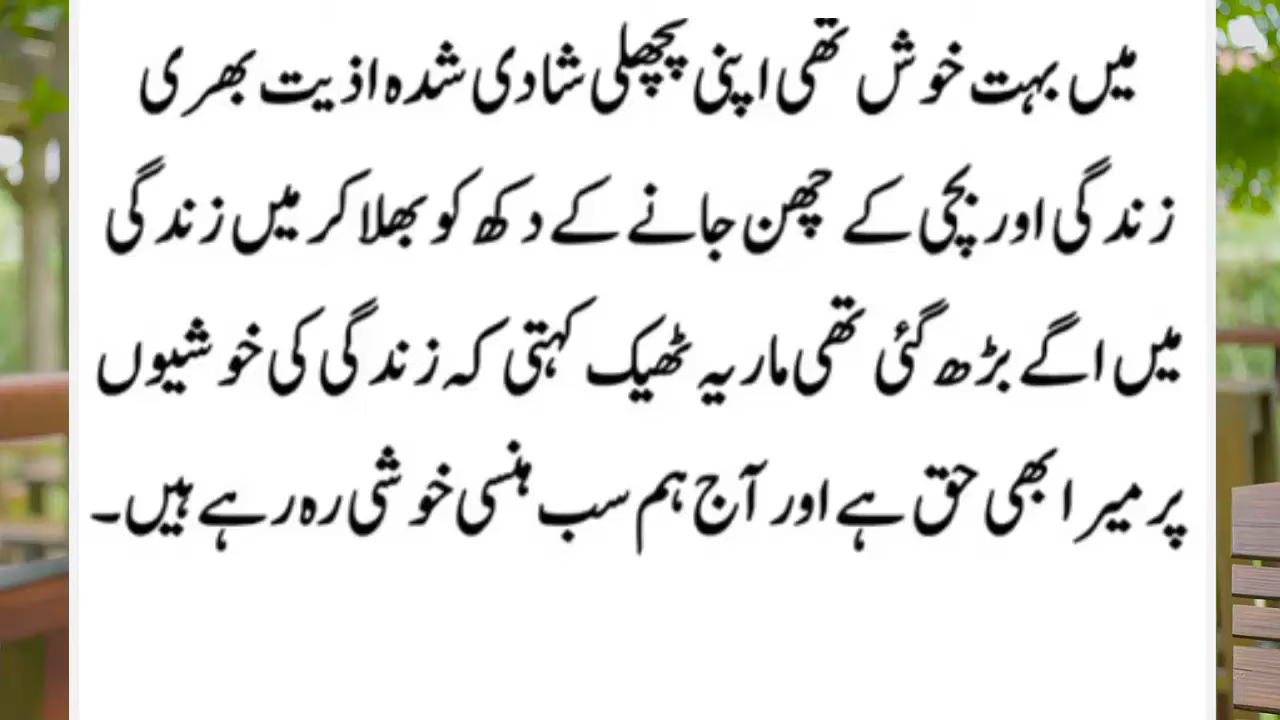 میں بہت خوش تھی اپنی پچھلی شادی شدہ اذیت بھری
زندگی اور بچی کے چھن جانے کے دکھ کو بھلا کر میں زندگی
میں اگے بڑھ گئی تھی ماریہ ٹھیک کہتی کہ زندگی کی خوشیوں
پر میرا بھی حق ہے اور آج ہم سب ہنسی خوشی رہ رہے ہیں۔